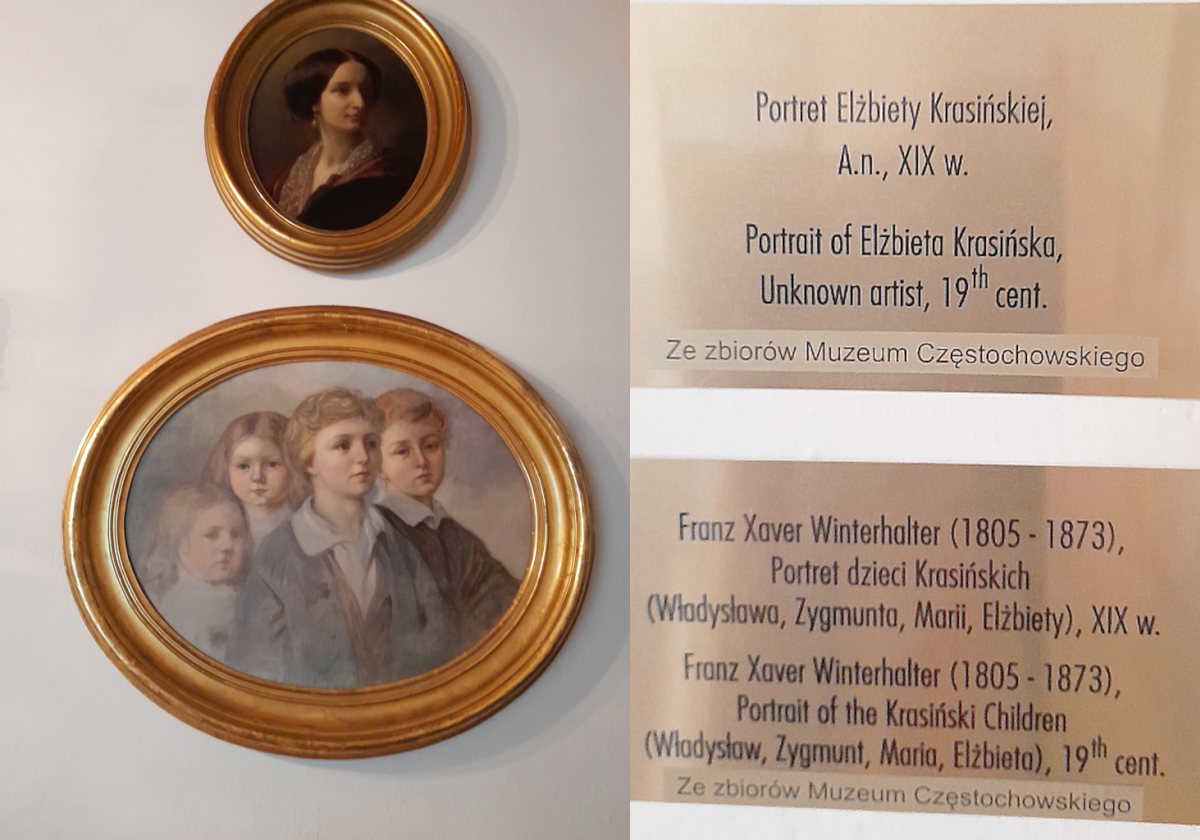 Portret Elżbiety Krasińskiej,
A.n., XIX w.
Portrait of Elżbieta Krasińska,
Unknown artist, 19th cent.
Ze zbiorów Muzeum Częstochowskiego
Franz Xaver Winterhalter (1805 - 1873),
Portret dzieci Krasińskich
(Władysława, Zygmunta, Marii, Elżbiety), XIX w.
Franz Xaver Winterhalter (1805 - 1873),
Portrait of the Krasiński Children
(Władysław, Zygmunt, Maria, Elżbieta), 19th cent.
Ze zbiorów Muzeum Częstochowskiego